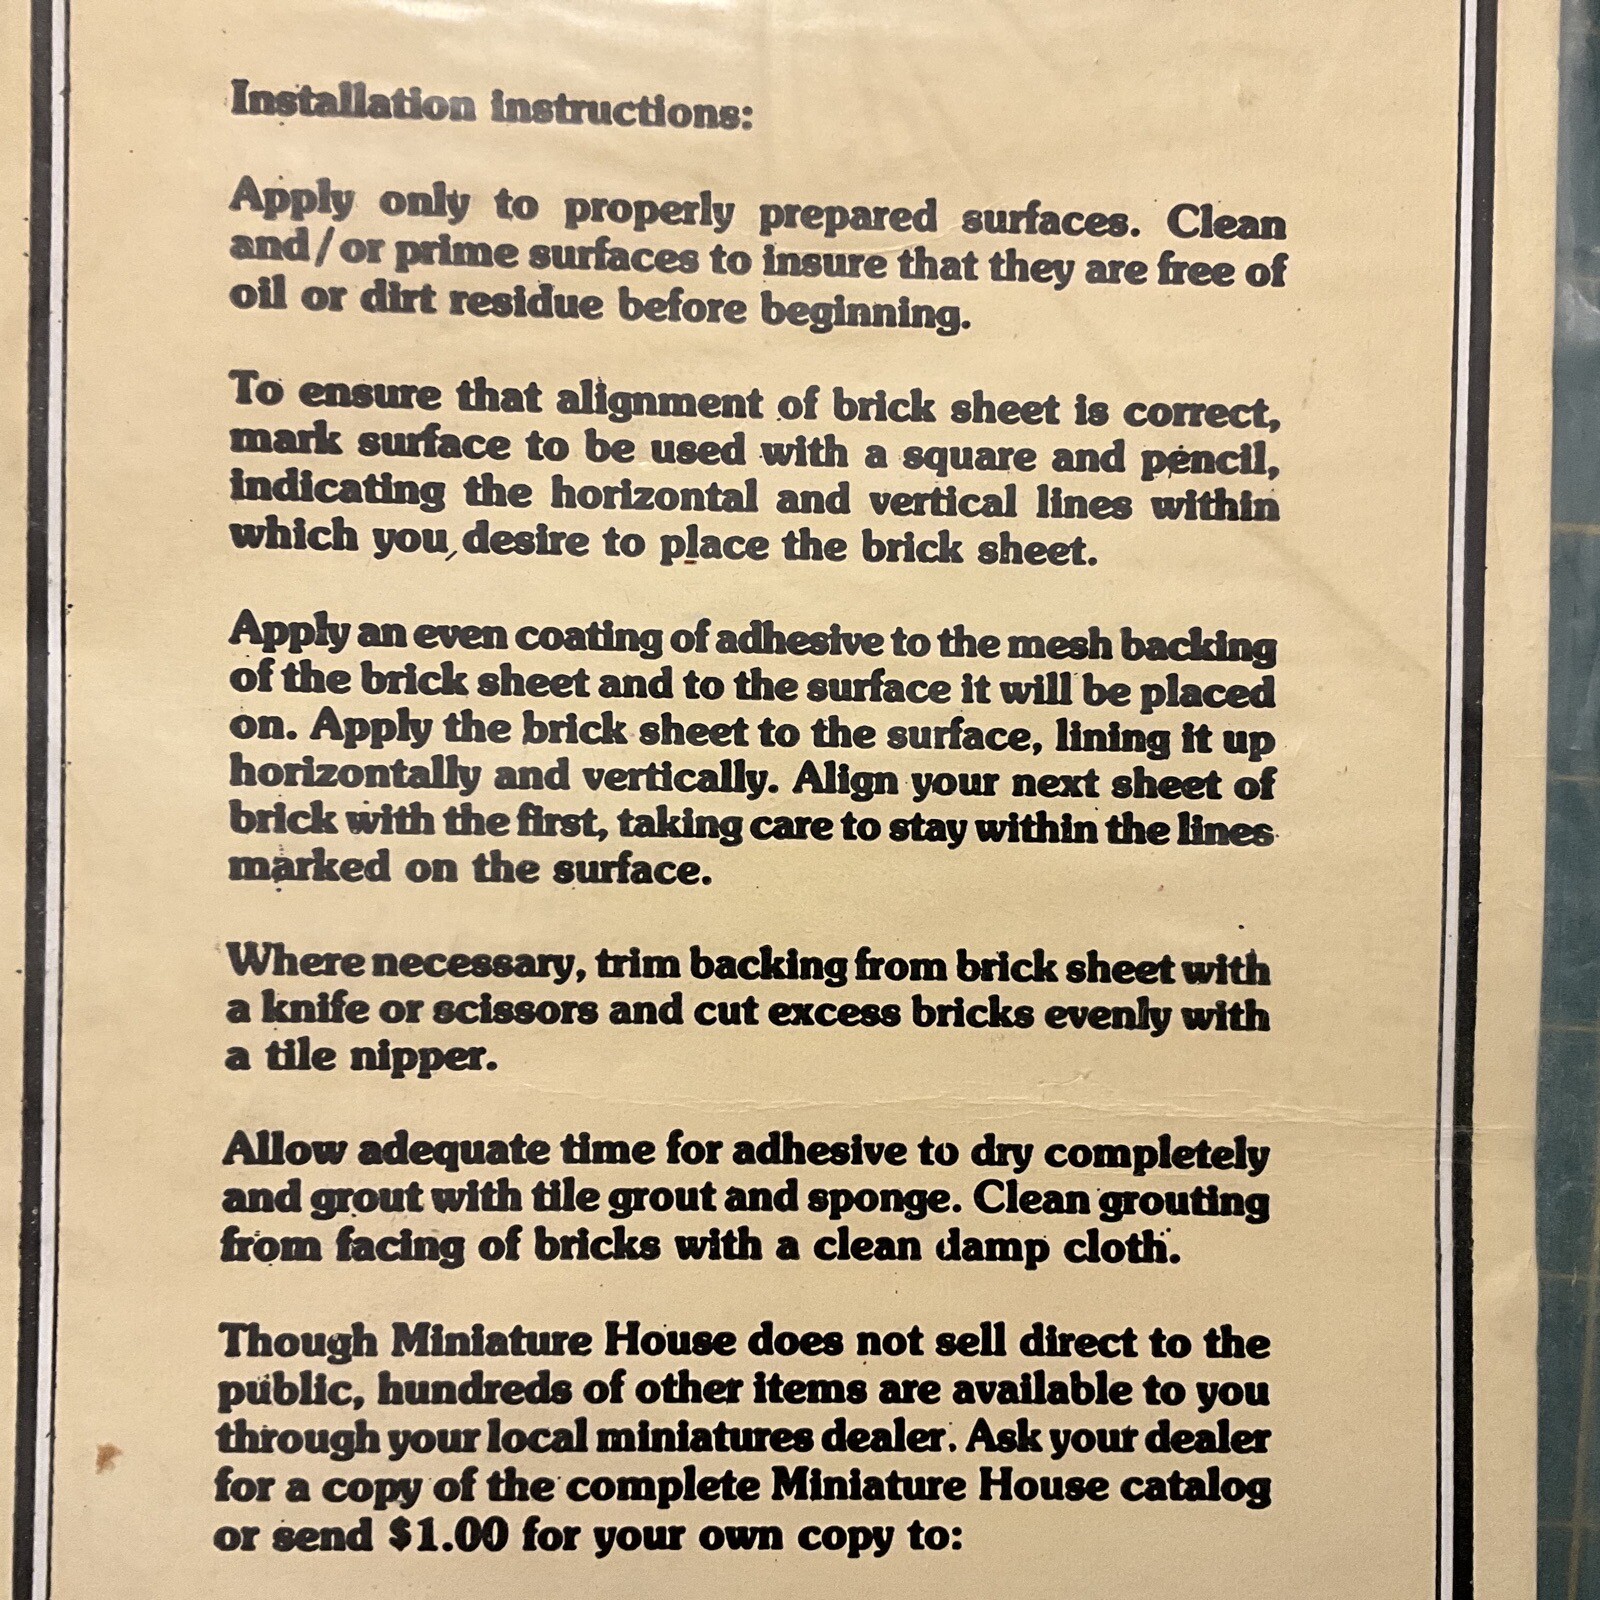 Installation instructions:
Apply only to properly prepared surfaces. Clean
and/or prime surfaces to insure that they are free of
oil or dirt residue before beginning.
To ensure that alignment of brick sheet is correct,
mark surface to be used with a square and pencil,
indicating the horizontal and vertical lines within
which you desire to place the brick sheet.
Apply an even coating of adhesive to the mesh backing
of the brick sheet and to the surface it will be placed
on. Apply the brick sheet to the surface, lining it up
horizontally and vertically. Align your next sheet of
brick with the first, taking care to stay within the lines
marked on the surface.
Where necessary, trim backing from brick sheet with
a knife or scissors and cut excess bricks evenly with
a tile nipper.
Allow adequate time for adhesive to dry completely
and grout with tile grout and sponge. Clean grouting
from facing of bricks with a clean damp cloth.
Though Miniature House does not sell direct to the
public, hundreds of other items are available to you
through your local miniatures dealer. Ask your dealer
for a copy of the complete Miniature House catalog
or send $1.00 for your own copy to: